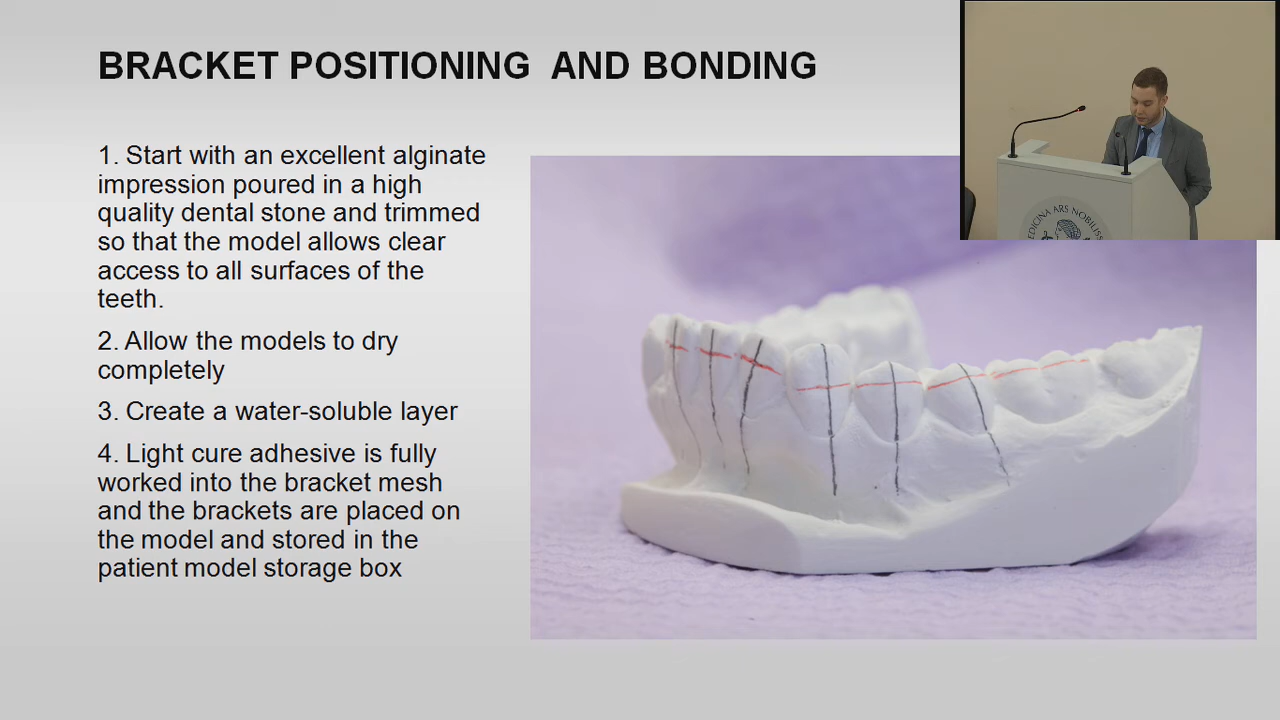 BRACKET POSITIONING AND BONDING
1. Start with an excellent alginate
impression poured in a high
quality dental stone and trimmed
so that the model allows clear
access to all surfaces of the
teeth.
2. Allow the models to dry
completely
3. Create a water-soluble layer
4. Light cure adhesive is fully
worked into the bracket mesh
and the brackets are placed on
the model and stored in the
patient model storage box
ARS NOBILISS